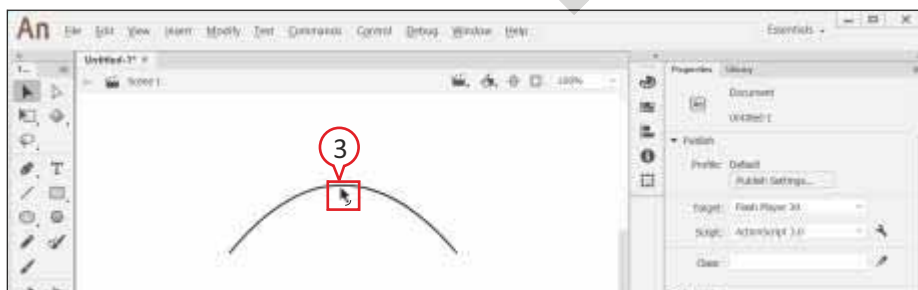 An File Edit View Insert Modify Text Commands Control Debug Window Help Essentials
Untitled-1* ×
Scene 1 100%
Properties Library
Document
Untitled-1
Publish
Profile: Default
Publish Settings...
Target: Flash Player 24
Script: ActionScript 3.0
Class:
3